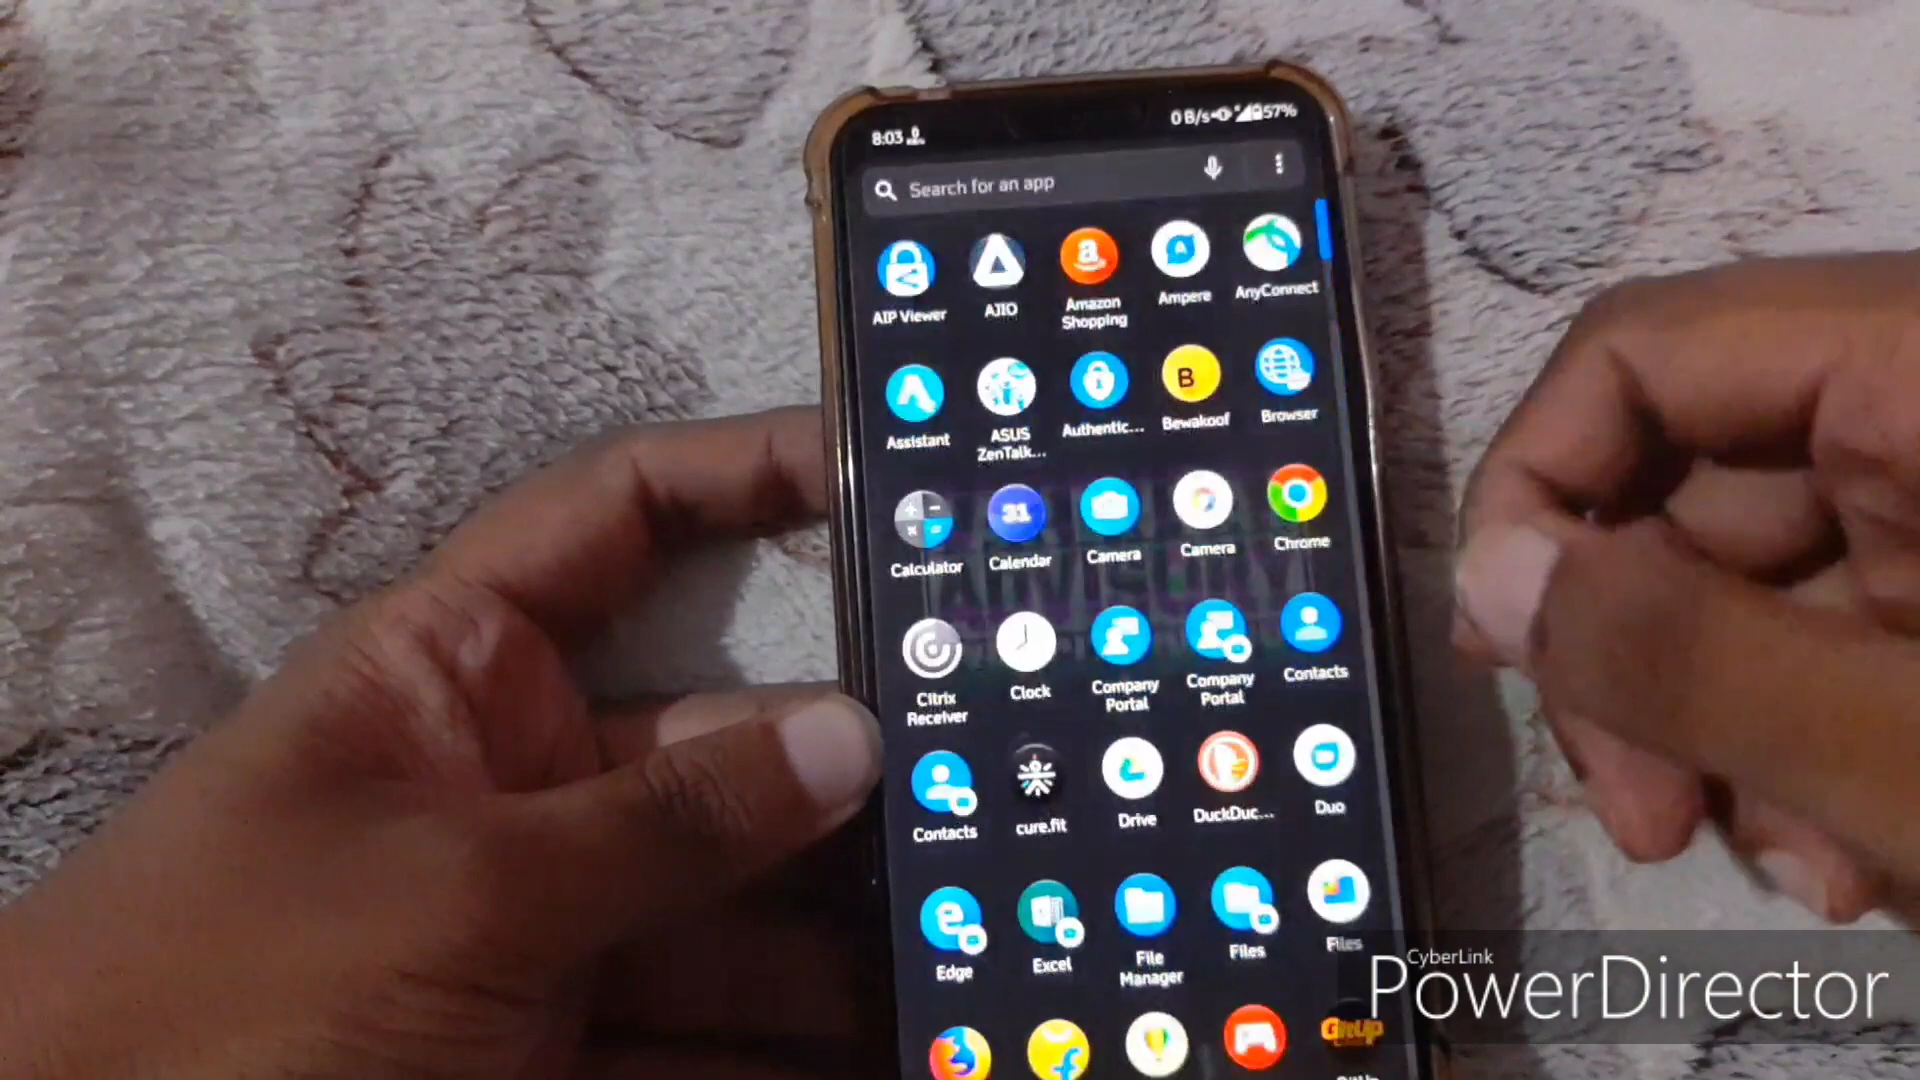 8:03
0 B/s
57%
Search for an app
AIP Viewer
AJIO
Amazon
Shopping
Ampere
AnyConnect
Assistant
ASUS
ZenTalk...
Authentic...
Bewakoof
Browser
Calculator
Calendar
Camera
Camera
Chrome
Citrix
Receiver
Clock
Company
Portal
Company
Portal
Contacts
Contacts
cure.fit
Drive
DuckDuc...
Duo
Edge
Excel
File
Manager
Files
Files
CyberLink
PowerDirector